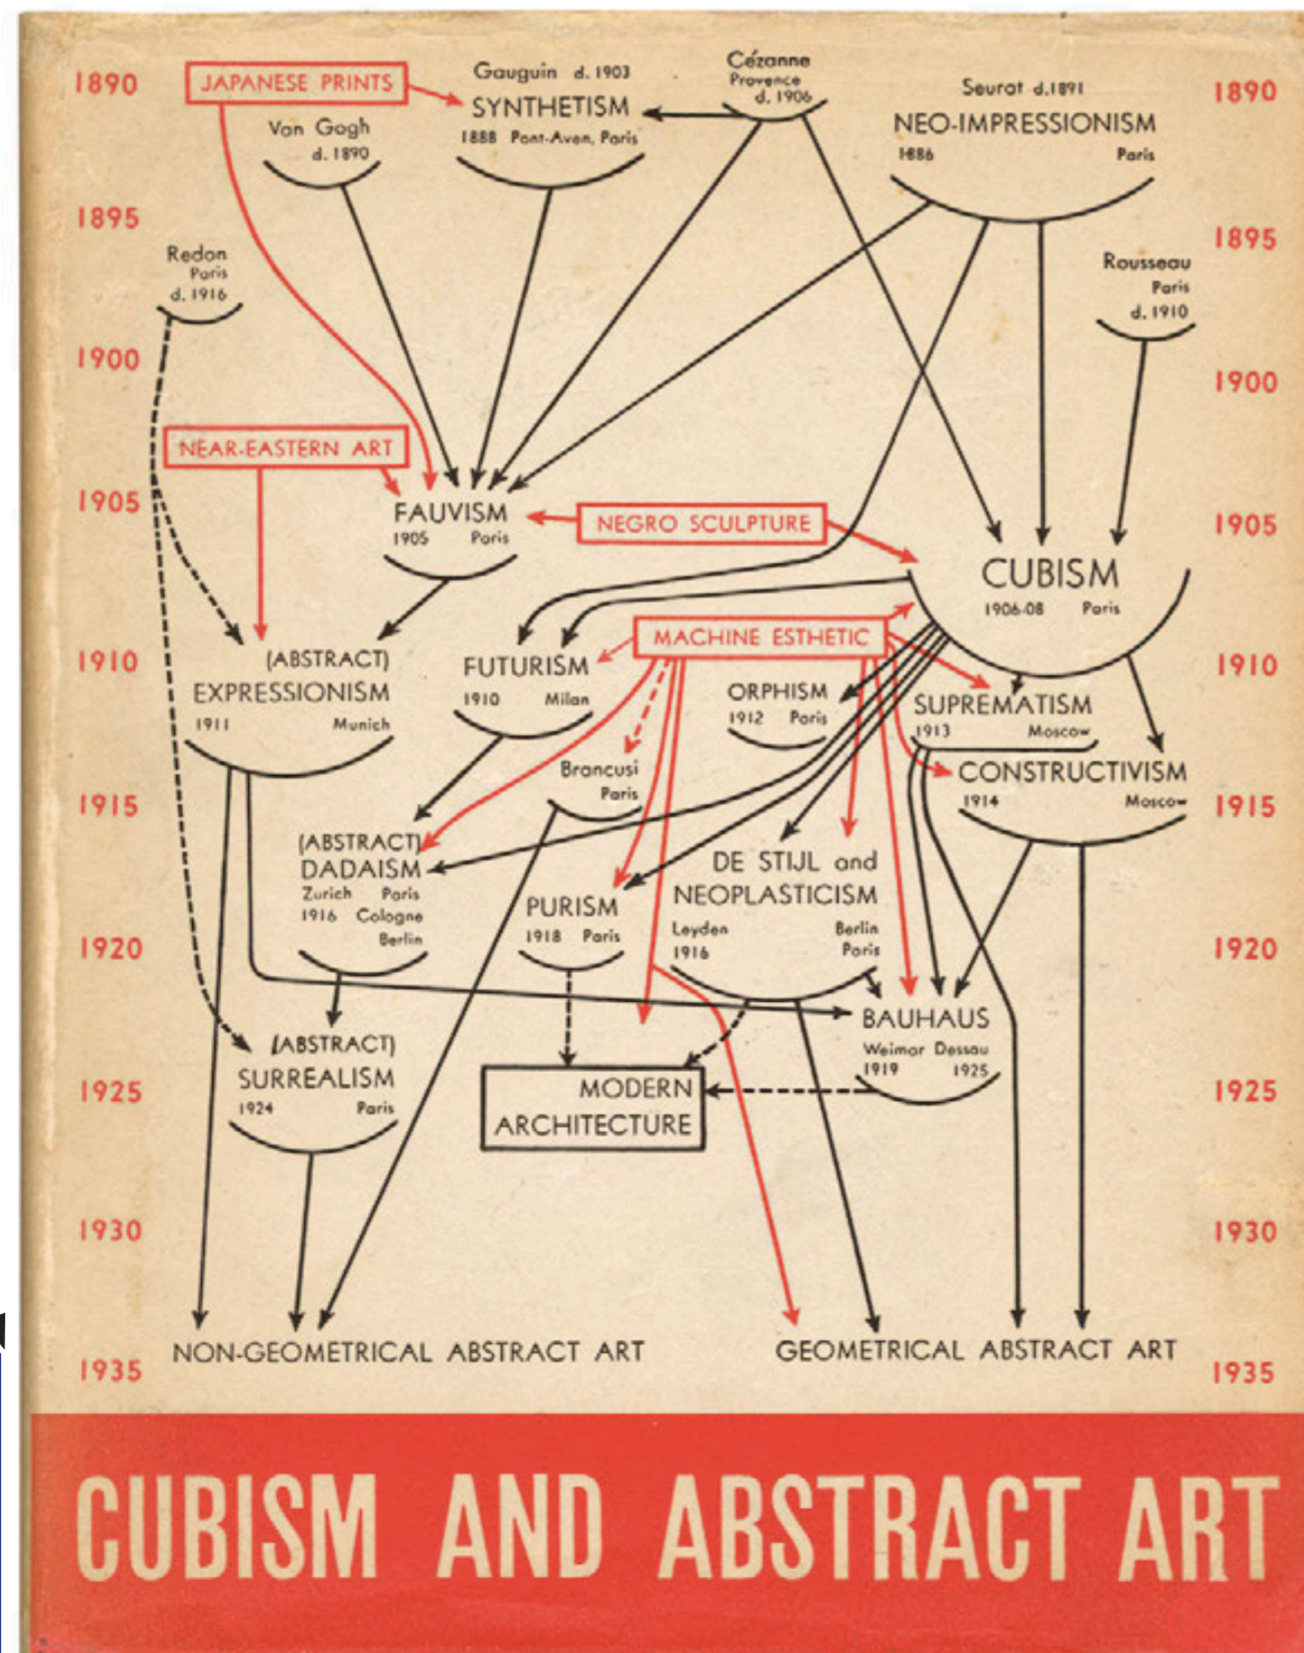 1890
JAPANESE PRINTS
Gauguin d. 1903
SYNTHETISM
1888 Pont-Aven, Paris
Cézanne
Provence
d. 1906
Seurat d.1891
NEO-IMPRESSIONISM
1886 Paris
1890
Van Gogh
d. 1890
1895
1895
Redon
Paris
d. 1916
Rousseau
Paris
d. 1910
1900
1900
NEAR-EASTERN ART
1905
FAUVISM
1905 Paris
NEGRO SCULPTURE
1905
CUBISM
1906-08 Paris
1910
(ABSTRACT)
EXPRESSIONISM
1911 Munich
FUTURISM
1910 Milan
MACHINE ESTHETIC
ORPHISM
1912 Paris
SUPREMATISM
1913 Moscow
1910
Brancusi
Paris
CONSTRUCTIVISM
1914 Moscow
1915
1915
(ABSTRACT)
DADAISM
Zurich Paris
1916 Cologne
Berlin
PURISM
1918 Paris
DE STIJL and
NEOPLASTICISM
Leyden Berlin
1916 Paris
1920
1920
BAUHAUS
Weimar Dessau
1919 1925
(ABSTRACT)
SURREALISM
1924 Paris
MODERN
ARCHITECTURE
1925
1925
1930
1930
NON-GEOMETRICAL ABSTRACT ART
GEOMETRICAL ABSTRACT ART
1935
1935
CUBISM AND ABSTRACT ART